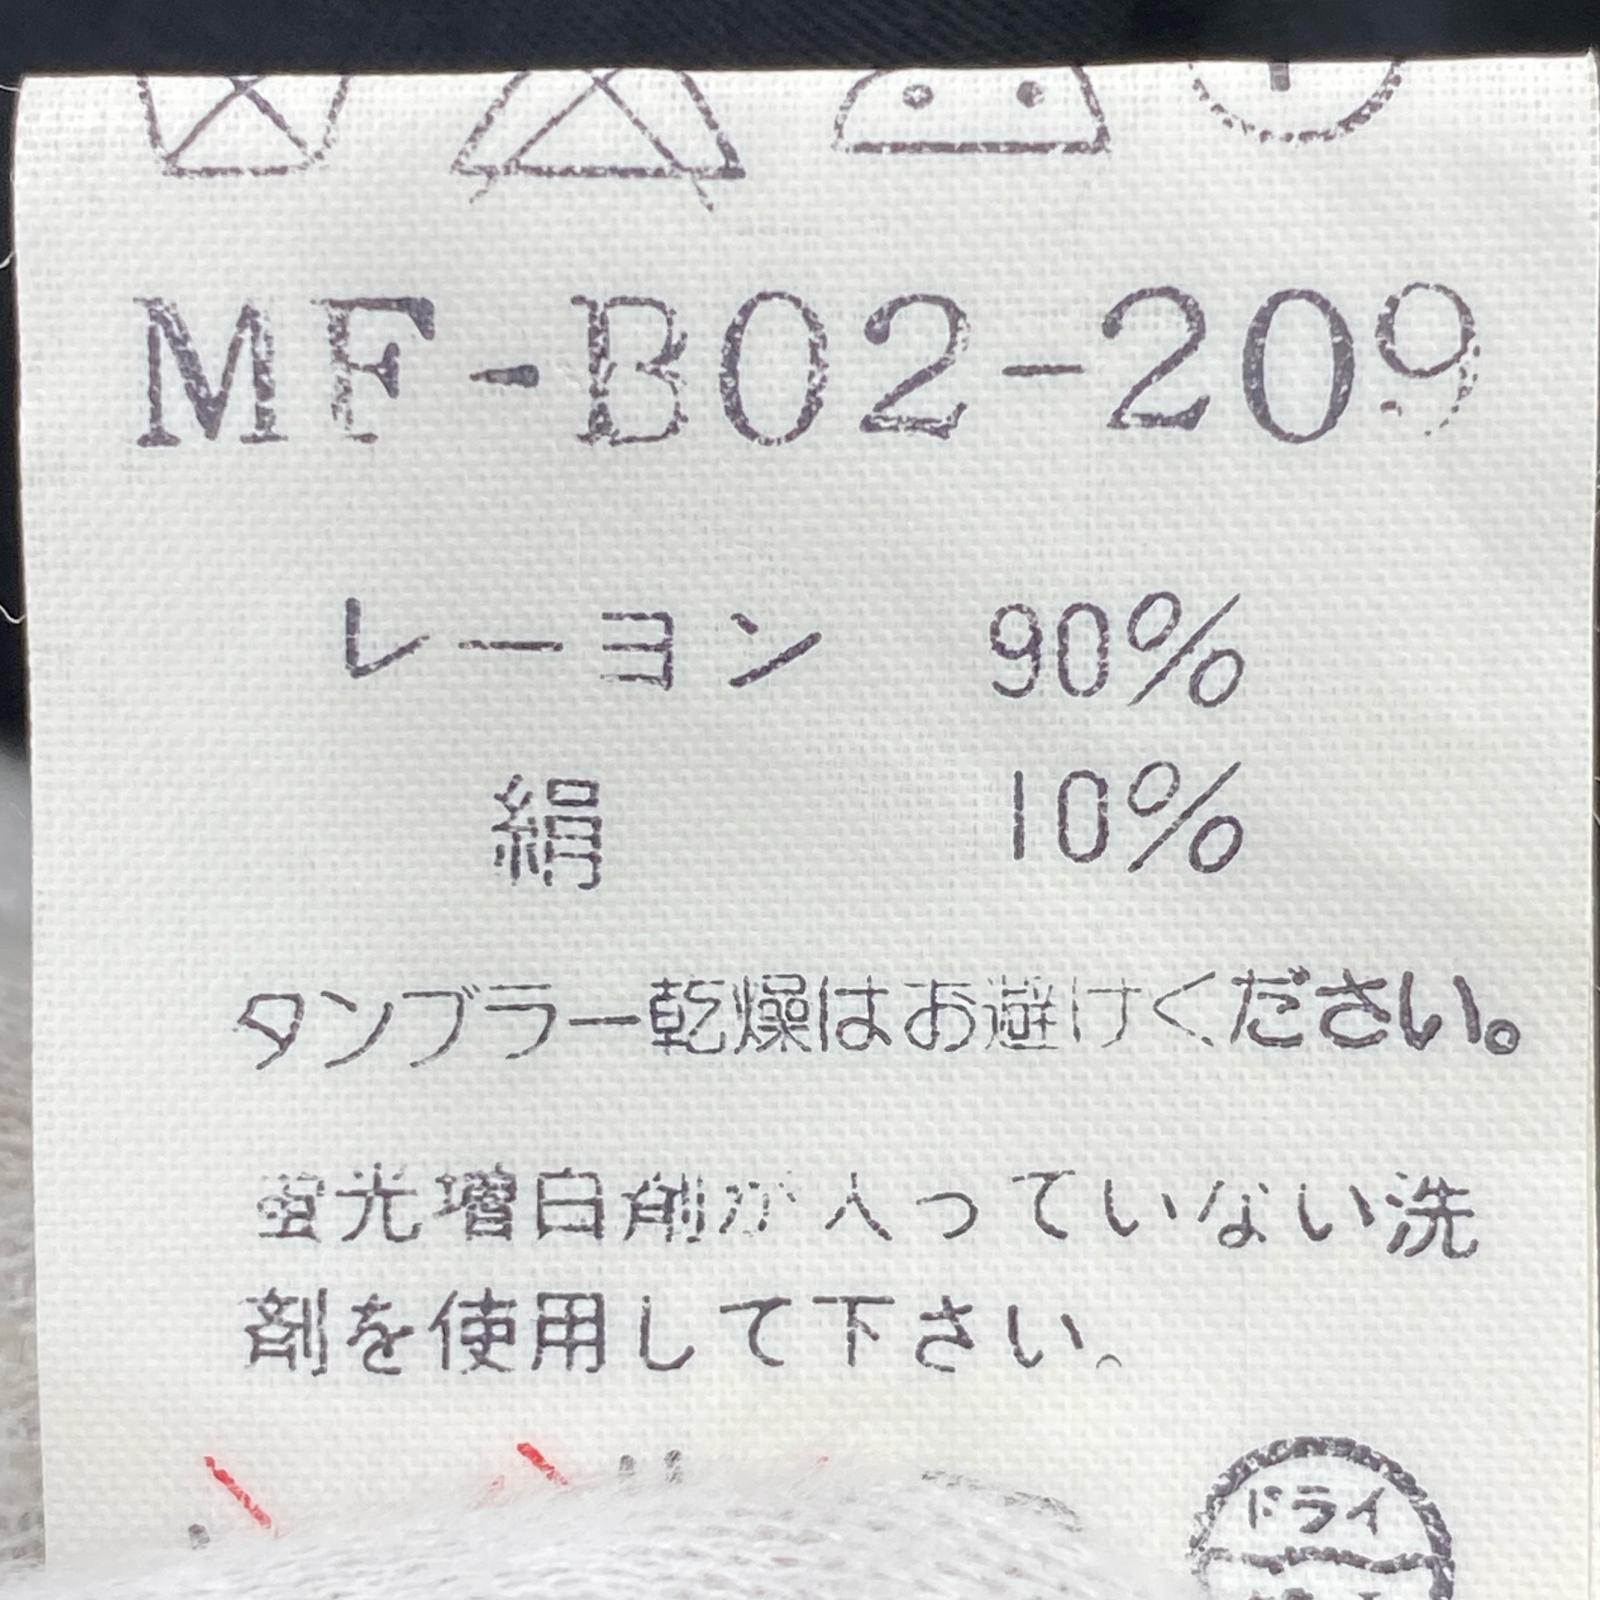 MF-B02-209
レーヨン 90%
絹 10%
タンブラー乾燥はお避けください。
蛍光増白剤が入っていない洗
剤を使用して下さい。
ドライ